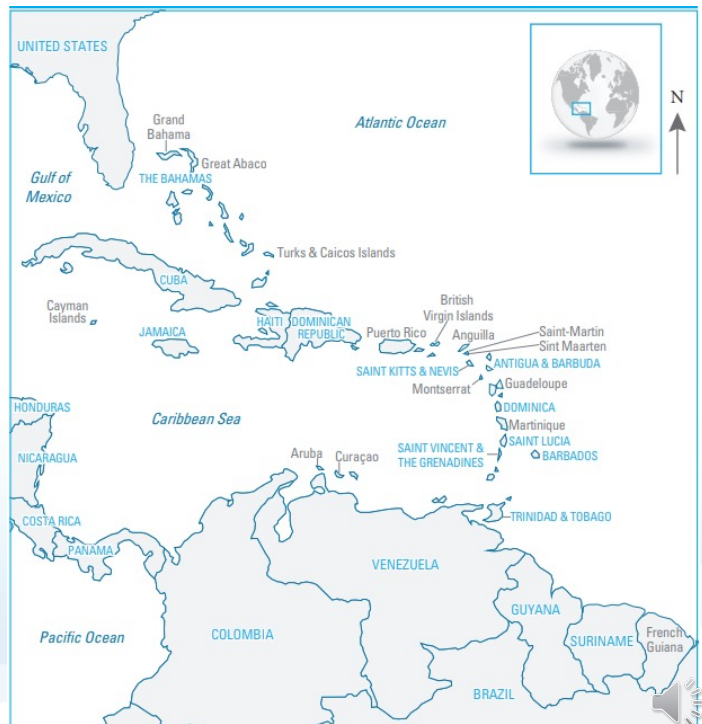 UNITED STATES
N
Atlantic Ocean
Grand
Bahama
Great Abaco
Gulf of
Mexico
THE BAHAMAS
Turks & Caicos Islands
CUBA
Cayman
Islands
JAMAICA
HAITI
DOMINICAN
REPUBLIC
Puerto Rico
British
Virgin Islands
Anguilla
Saint-Martin
Sint Maarten
SAINT KITTS & NEVIS
ANTIGUA & BARBUDA
Montserrat
Guadeloupe
DOMINICA
Martinique
SAINT LUCIA
BARBADOS
SAINT VINCENT &
THE GRENADINES
HONDURAS
Caribbean Sea
NICARAGUA
Aruba
Curaçao
COSTA RICA
PANAMA
TRINIDAD & TOBAGO
VENEZUELA
GUYANA
Pacific Ocean
COLOMBIA
SURINAME
French
Guiana
BRAZIL